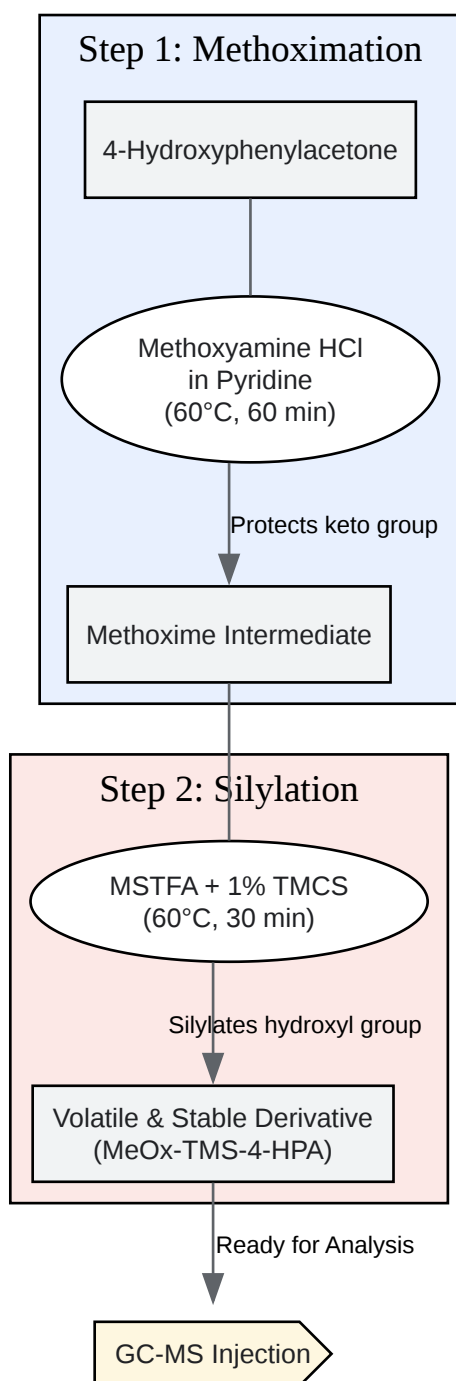 Step 1: Methoximation
4-Hydroxyphenylacetone
Methoxyamine HCl
in Pyridine
(60°C, 60 min)
Protects keto group
Methoxime Intermediate
Step 2: Silylation
MSTFA + 1% TMCS
(60°C, 30 min)
Silylates hydroxyl group
Volatile & Stable Derivative
(MeOx-TMS-4-HPA)
Ready for Analysis
GC-MS Injection